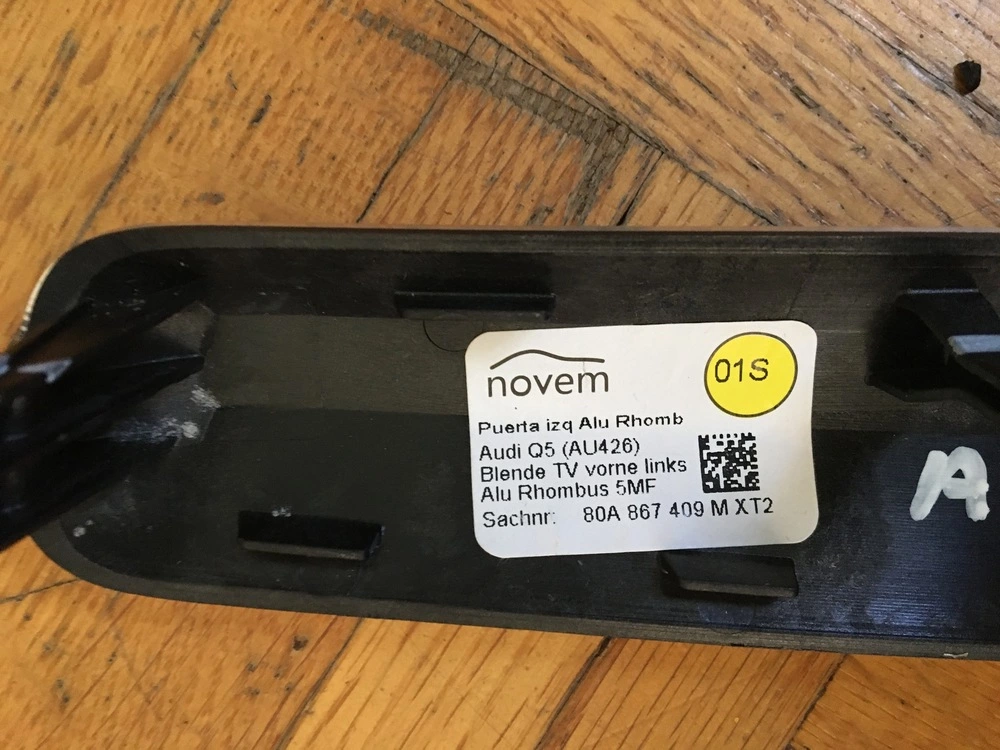 novem
01S
Puerta izq Alu Rhomb
Audi Q5 (AU426)
Blende TV vorne links
Alu Rhombus 5MF
Sachnr: 80A 867 409 M XT2
A